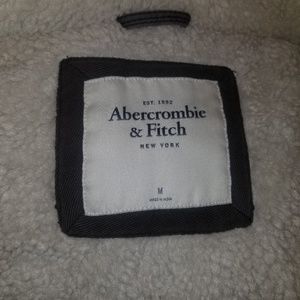 EST. 1892
Abercrombie
& Fitch
NEW YORK
M